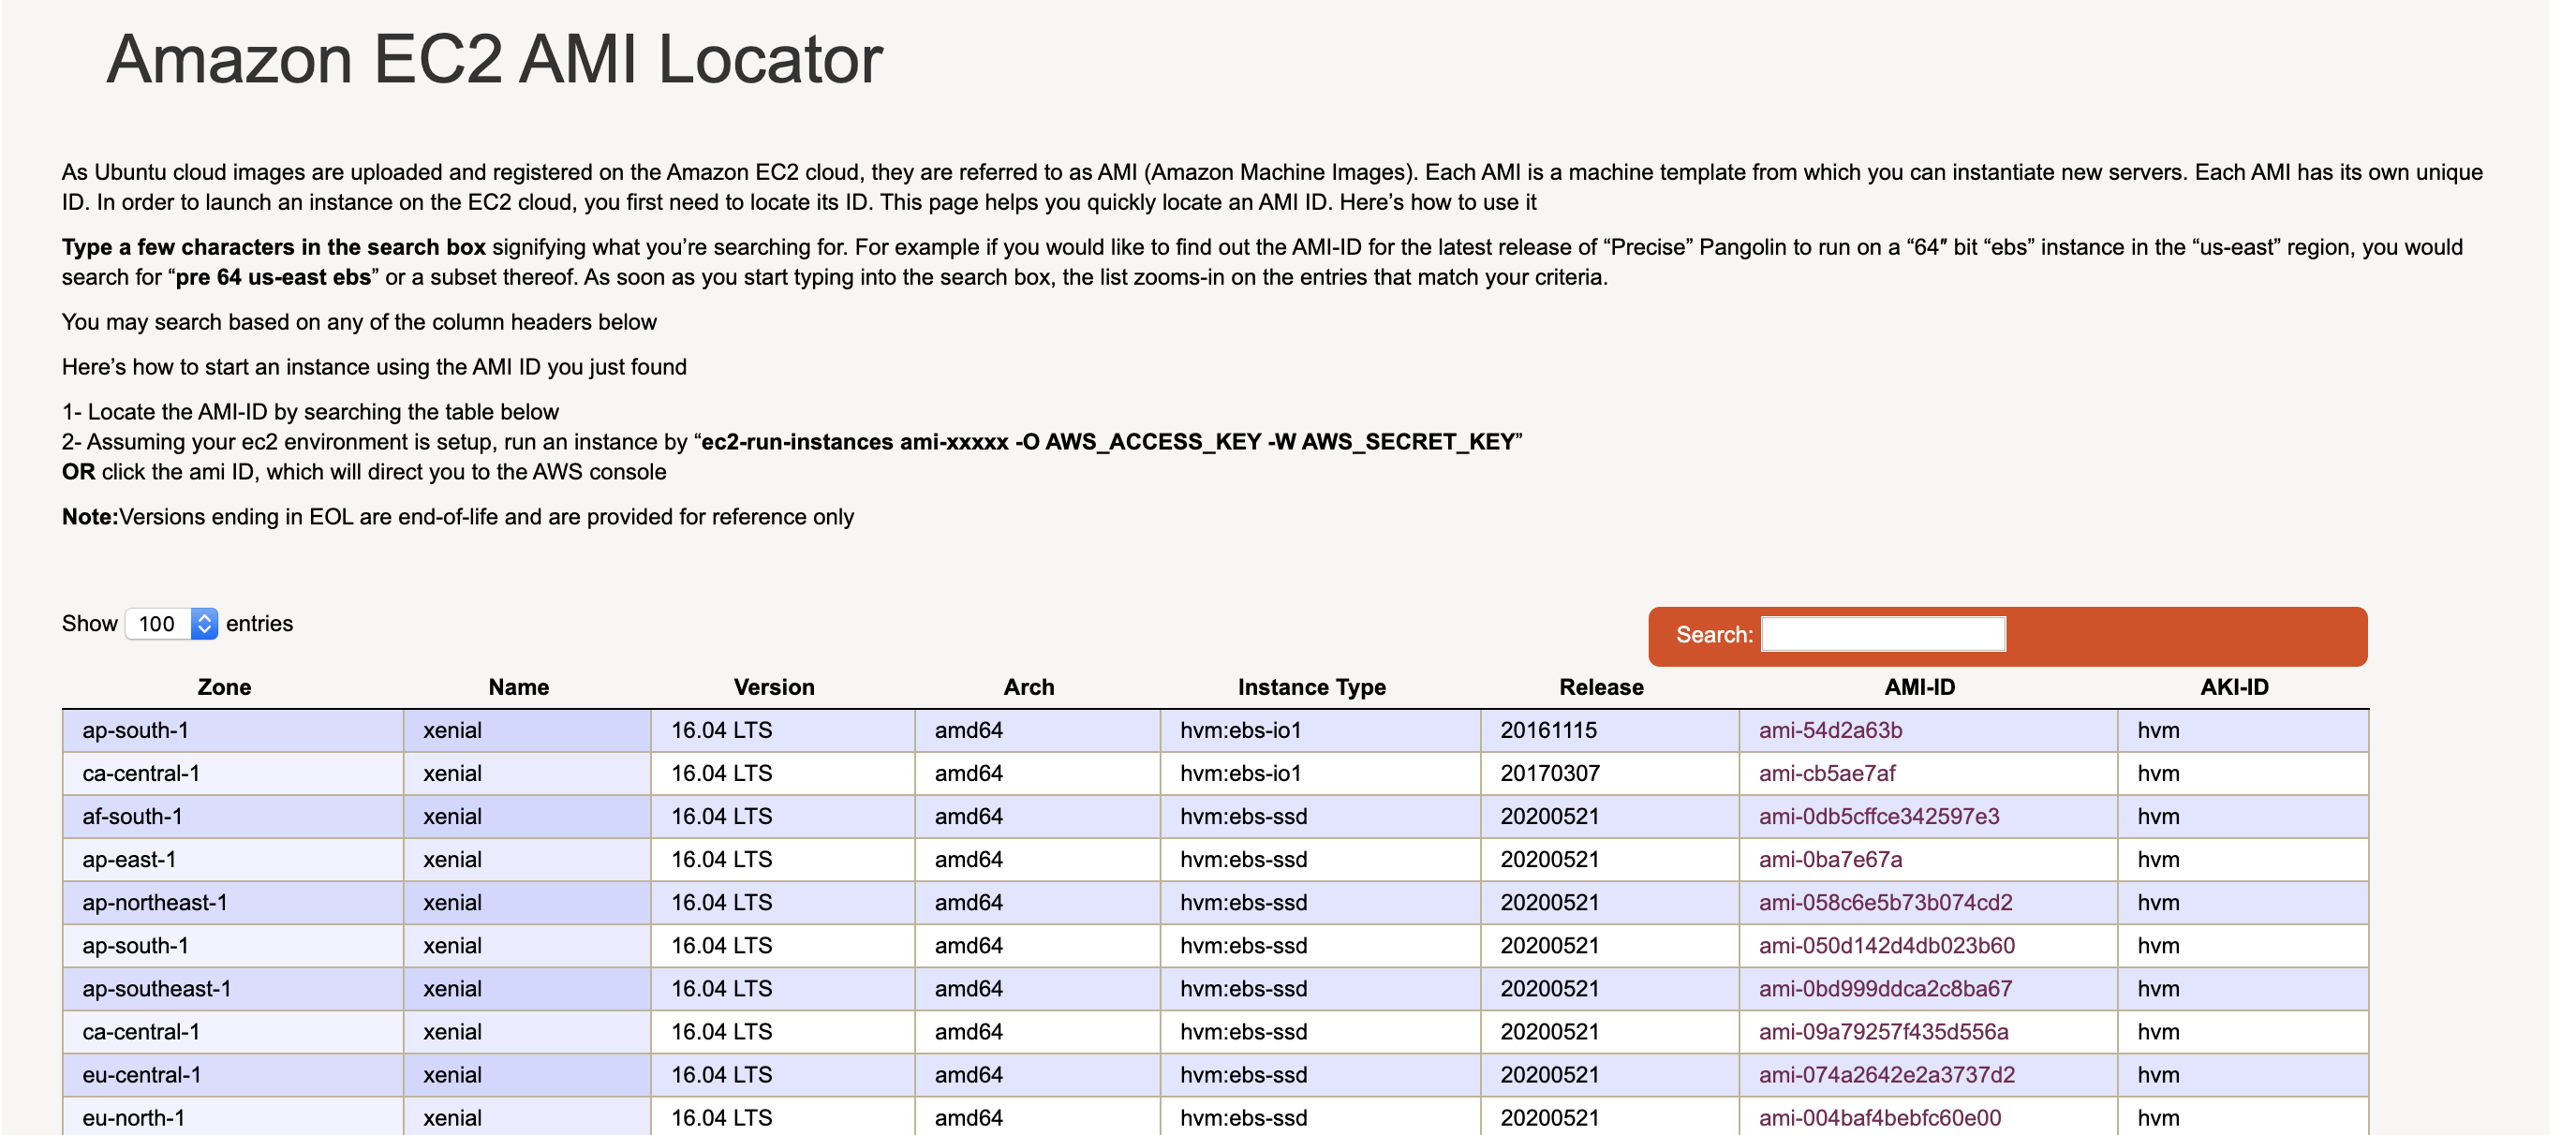 Amazon EC2 AMI Locator
As Ubuntu cloud images are uploaded and registered on the Amazon EC2 cloud, they are referred to as AMI (Amazon Machine Images). Each AMI is a machine template from which you can instantiate new servers. Each AMI has its own unique
ID. In order to launch an instance on the EC2 cloud, you first need to locate its ID. This page helps you quickly locate an AMI ID. Here’s how to use it
Type a few characters in the search box signifying what you’re searching for. For example if you would like to find out the AMI-ID for the latest release of “Precise” Pangolin to run on a “64″ bit “ebs” instance in the “us-east” region, you would
search for “pre 64 us-east ebs” or a subset thereof. As soon as you start typing into the search box, the list zooms-in on the entries that match your criteria.
You may search based on any of the column headers below
Here’s how to start an instance using the AMI ID you just found
1- Locate the AMI-ID by searching the table below
2- Assuming your ec2 environment is setup, run an instance by “ec2-run-instances ami-xxxxx -O AWS_ACCESS_KEY -W AWS_SECRET_KEY”
OR click the ami ID, which will direct you to the AWS console
Note:Versions ending in EOL are end-of-life and are provided for reference only
Show 100 entries Search:
Zone Name Version Arch Instance Type Release AMI-ID AKI-ID
ap-south-1 xenial 16.04 LTS amd64 hvm:ebs-io1 20161115 ami-54d2a63b hvm
ca-central-1 xenial 16.04 LTS amd64 hvm:ebs-io1 20170307 ami-cb5ae7af hvm
af-south-1 xenial 16.04 LTS amd64 hvm:ebs-ssd 20200521 ami-0db5cffce342597e3 hvm
ap-east-1 xenial 16.04 LTS amd64 hvm:ebs-ssd 20200521 ami-0ba7e67a hvm
ap-northeast-1 xenial 16.04 LTS amd64 hvm:ebs-ssd 20200521 ami-058c6e5b73b074cd2 hvm
ap-south-1 xenial 16.04 LTS amd64 hvm:ebs-ssd 20200521 ami-050d142d4db023b60 hvm
ap-southeast-1 xenial 16.04 LTS amd64 hvm:ebs-ssd 20200521 ami-0bd999ddca2c8ba67 hvm
ca-central-1 xenial 16.04 LTS amd64 hvm:ebs-ssd 20200521 ami-09a79257f435d556a hvm
eu-central-1 xenial 16.04 LTS amd64 hvm:ebs-ssd 20200521 ami-074a2642e2a3737d2 hvm
eu-north-1 xenial 16.04 LTS amd64 hvm:ebs-ssd 20200521 ami-004baf4bebfc60e00 hvm